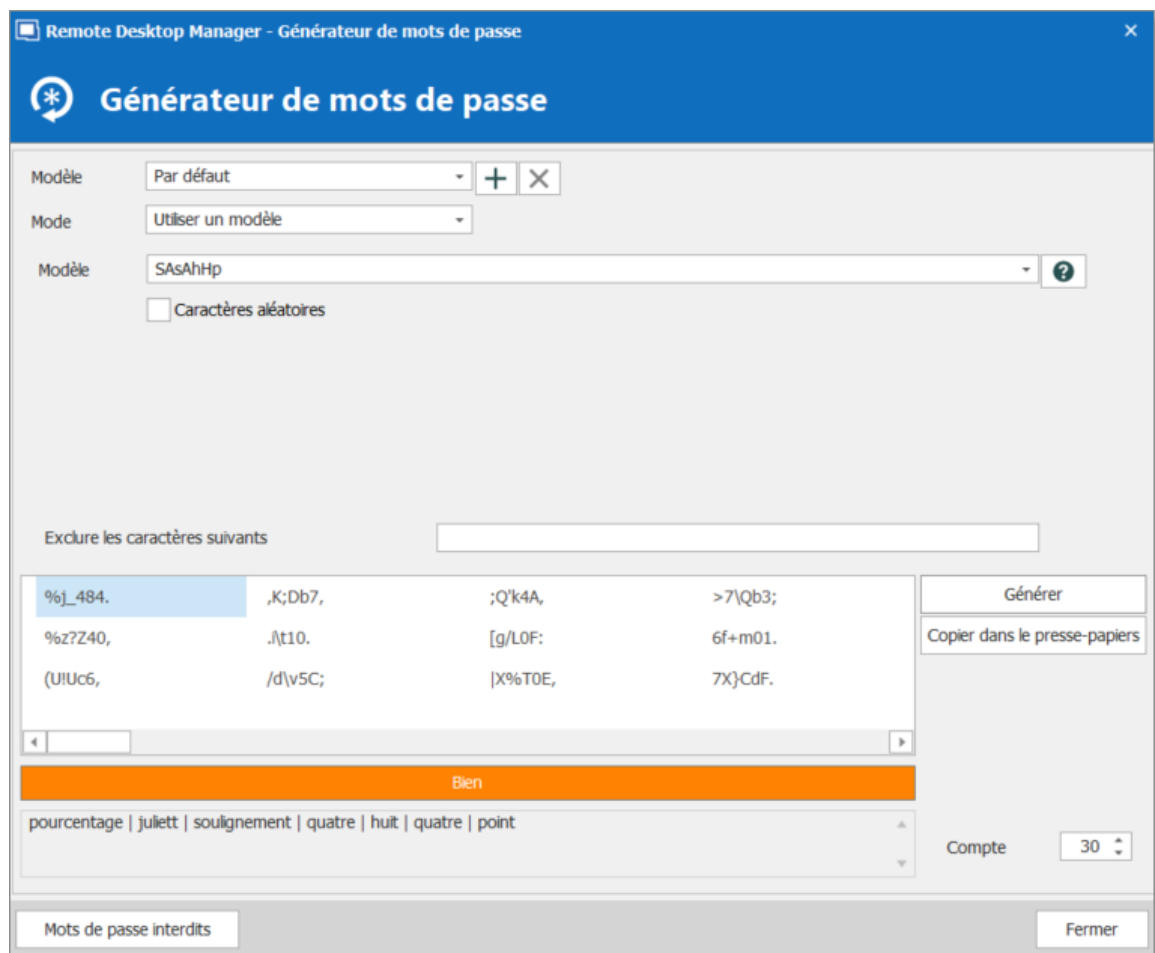 Remote Desktop Manager - Générateur de mots de passe
Générateur de mots de passe
Modèle Par défaut
Mode Utiliser un modèle
Modèle SAsAhHp
Caractères aléatoires
Exclure les caractères suivants
%j_484. ,K;Db7, ;Q'k4A, >7\Qb3; Générer
%z?Z40, .i\t10. [g/L0F: 6f+m01. Copier dans le presse-papiers
(U!Uc6, /d\v5C; |X%T0E, 7X}CdF.
Bien
pourcentage | juliett | soulignement | quatre | huit | quatre | point
Compte 30
Mots de passe interdits Fermer